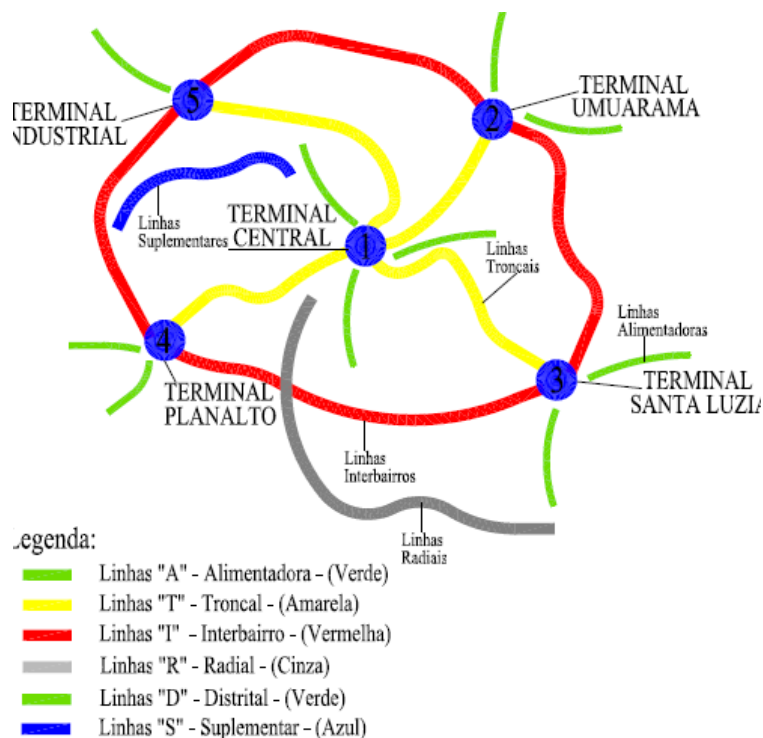 5
TERMINAL
NDUSTRIAL
2
TERMINAL
UMUARAMA
Linhas
Suplementares
TERMINAL
CENTRAL
1
Linhas
Troncais
Linhas
Alimentadoras
4
TERMINAL
PLANALTO
3
TERMINAL
SANTA LUZIA
Linhas
Interbairros
Linhas
Radiais
Legenda:
Linhas "A" - Alimentadora - (Verde)
Linhas "T" - Troncal - (Amarela)
Linhas "I" - Interbairro - (Vermelha)
Linhas "R" - Radial - (Cinza)
Linhas "D" - Distrital - (Verde)
Linhas "S" - Suplementar - (Azul)